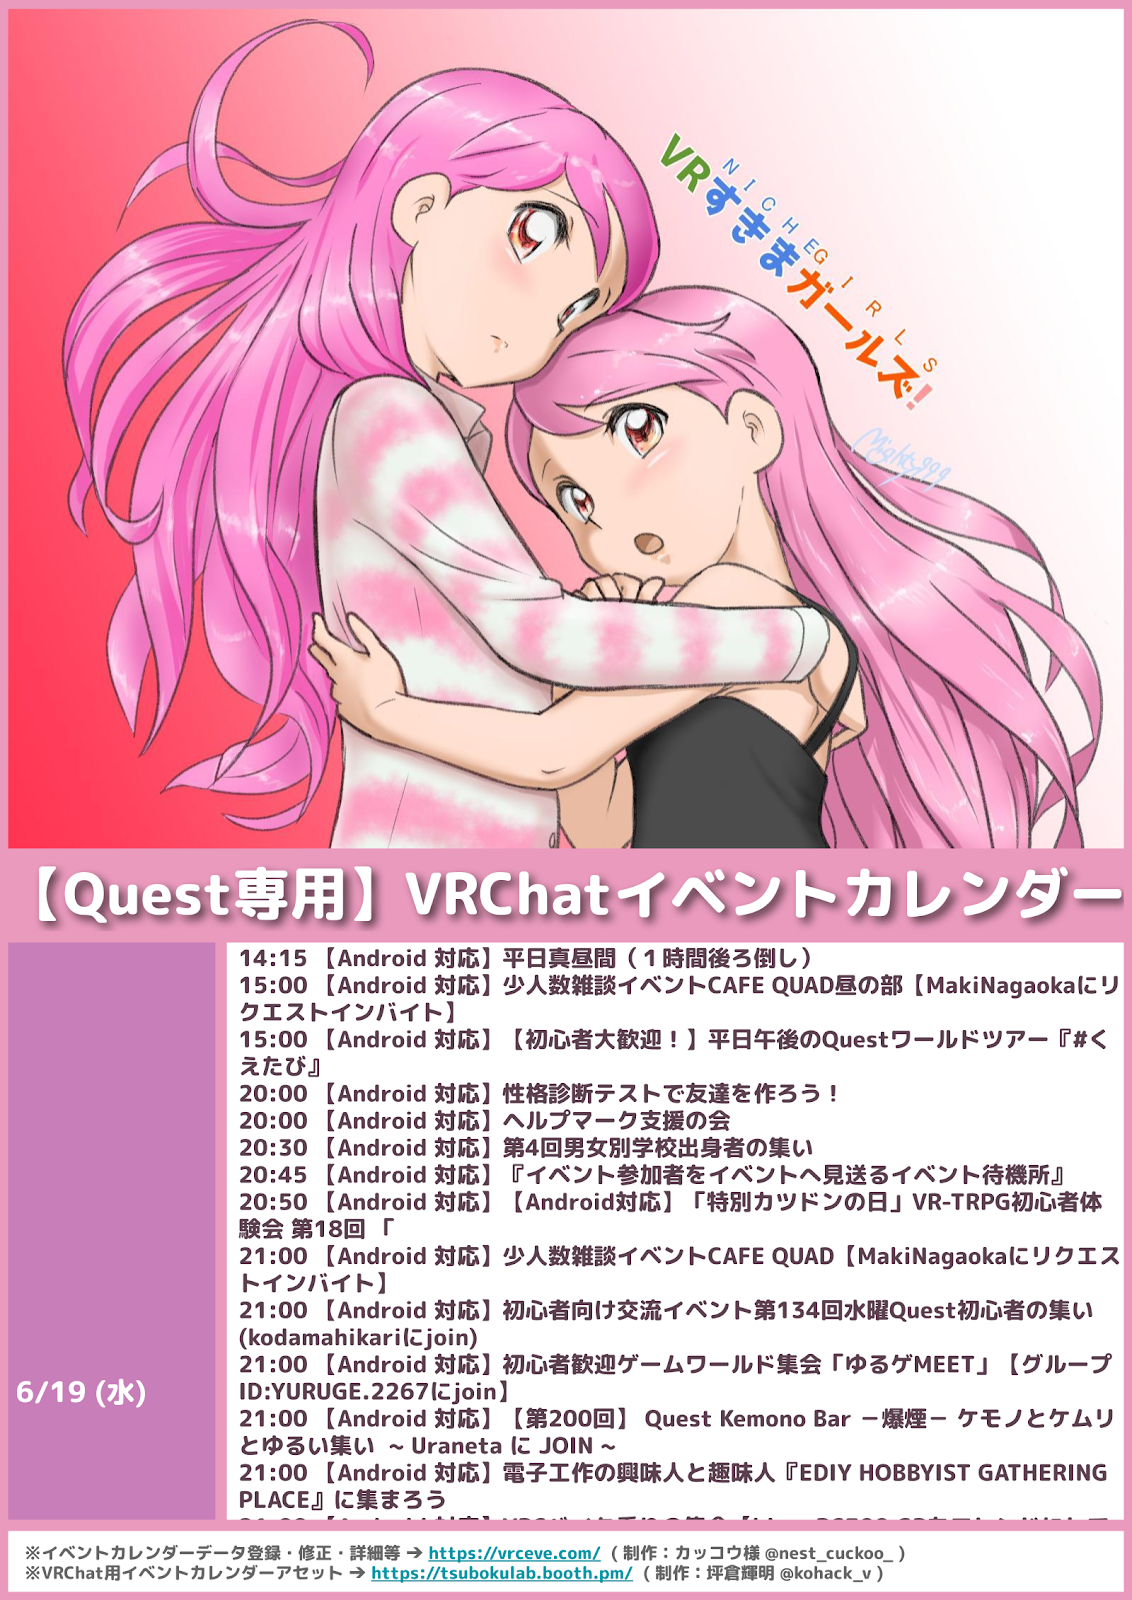 NICHEGIRLS
VRすきまガールズ!
Mighty999
【Quest専用】VRChatイベントカレンダー
6/19 (水)
14:15 【Android 対応】平日真昼間（１時間後ろ倒し）
15:00 【Android 対応】少人数雑談イベントCAFE QUAD昼の部【MakiNagaokaにリ
クエストインバイト】
15:00 【Android 対応】【初心者大歓迎！】平日午後のQuestワールドツアー『#く
えたび』
20:00 【Android 対応】性格診断テストで友達を作ろう！
20:00 【Android 対応】ヘルプマーク支援の会
20:30 【Android 対応】第4回男女別学校出身者の集い
20:45 【Android 対応】『イベント参加者をイベントへ見送るイベント待機所』
20:50 【Android 対応】【Android対応】「特別カツドンの日」VR-TRPG初心者体
験会 第18回 「
21:00 【Android 対応】少人数雑談イベントCAFE QUAD【MakiNagaokaにリクエス
トインバイト】
21:00 【Android 対応】初心者向け交流イベント第134回水曜Quest初心者の集い
(kodamahikariにjoin)
21:00 【Android 対応】初心者歓迎ゲームワールド集会「ゆるゲMEET」【グループ
ID:YURUGE.2267にjoin】
21:00 【Android 対応】【第200回】 Quest Kemono Bar －爆煙－ ケモノとケムリ
とゆるい集い ～Uraneta に JOIN～
21:00 【Android 対応】電子工作の興味人と趣味人『EDIY HOBBYIST GATHERING
PLACE』に集まろう
※イベントカレンダーデータ登録・修正・詳細等 ➔ https://vrceve.com/ （制作：カッコウ様 @nest_cuckoo_ ）
※VRChat用イベントカレンダーアセット ➔ https://tsubokulab.booth.pm/ （制作：坪倉輝明 @kohack_v ）